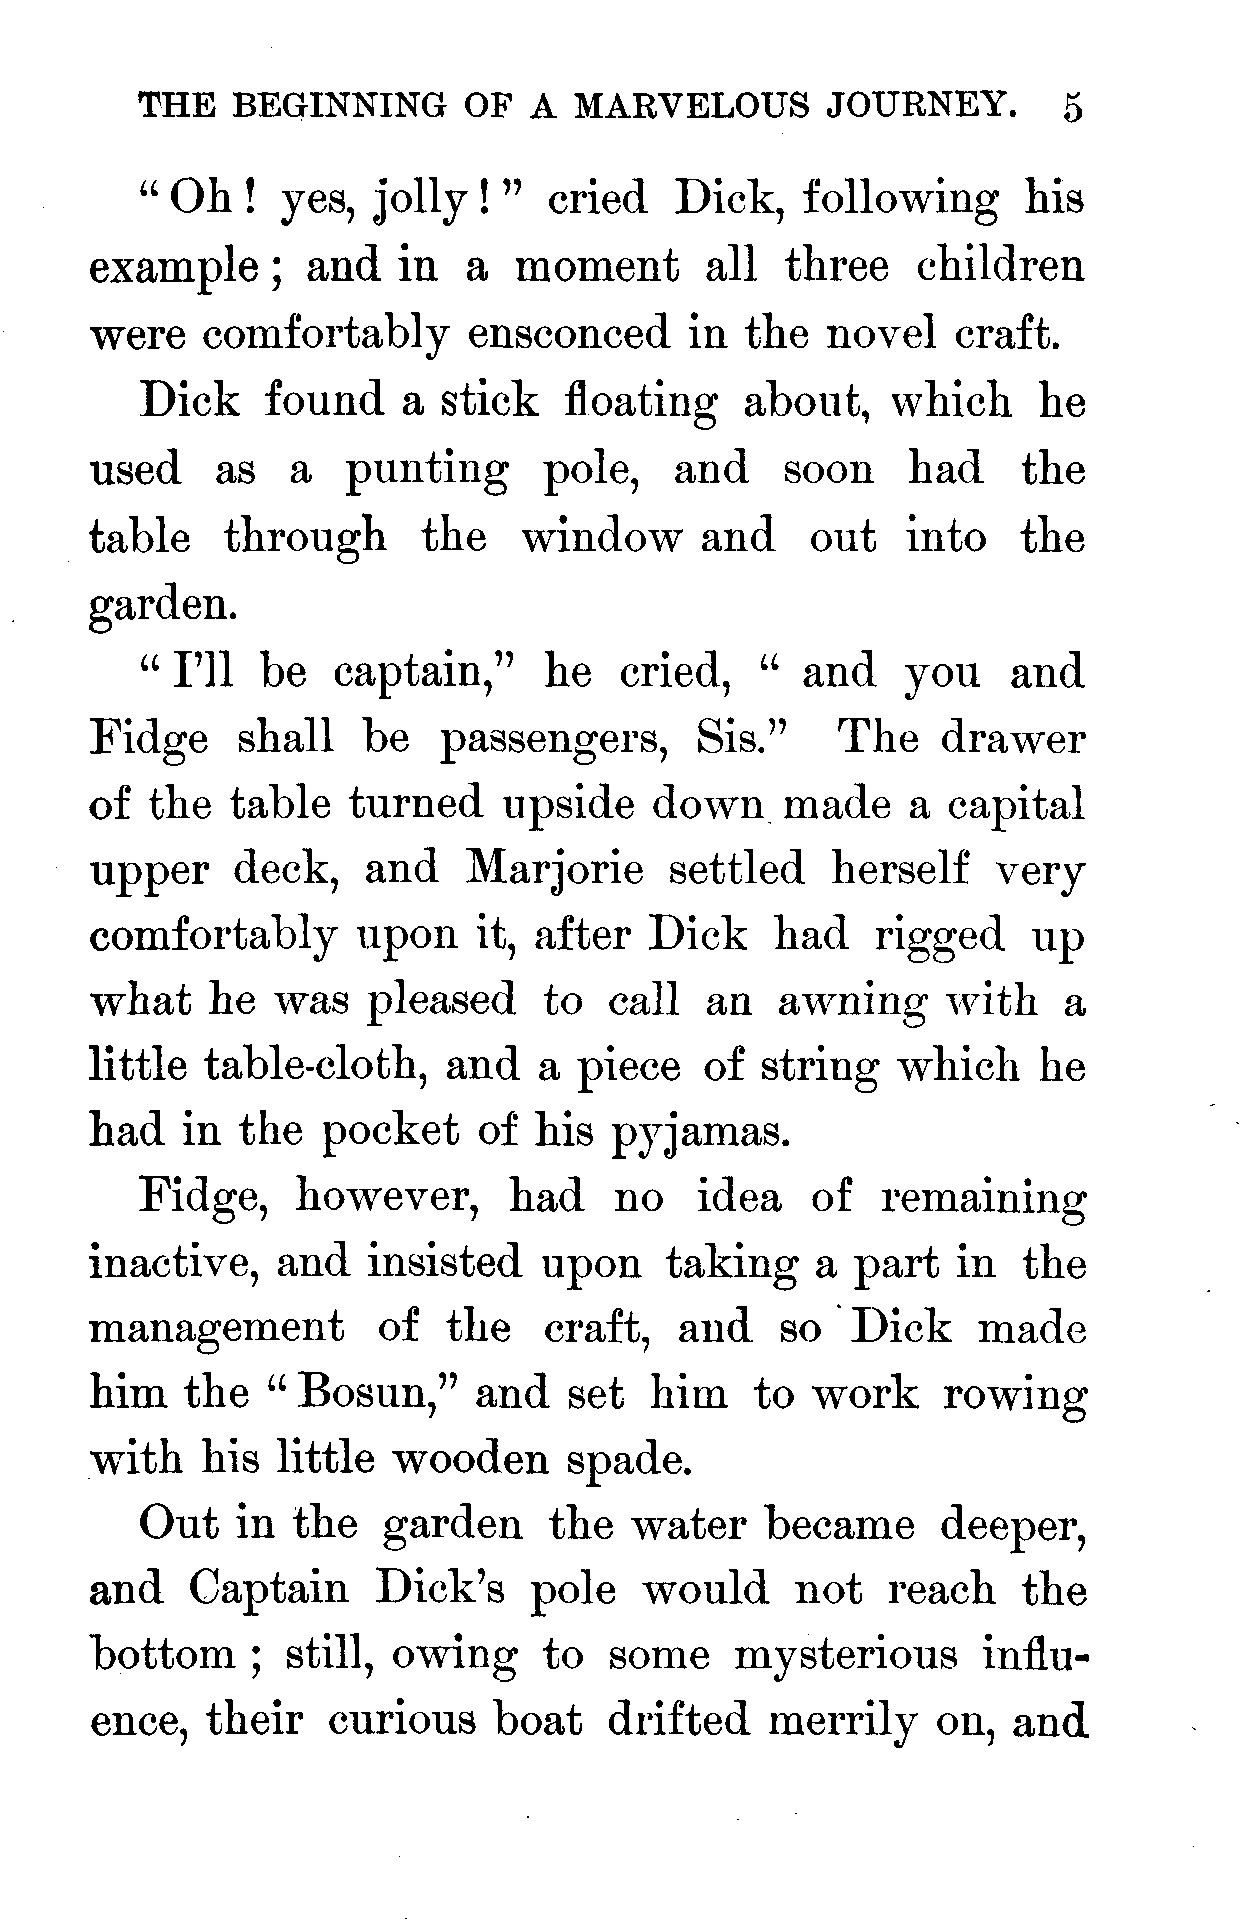 THE BEGINNING OF A MARVELOUS JOURNEY. 5
“ Oh ! yes, jolly ! ” cried Dick, following his
example ; and in a moment all three children
were comfortably ensconced in the novel craft.
Dick found a stick floating about, which he
used as a punting pole, and soon had the
table through the window and out into the
garden.
“ I’ll be captain,” he cried, “ and you and
Fidge shall be passengers, Sis.” The drawer
of the table turned upside down made a capital
upper deck, and Marjorie settled herself very
comfortably upon it, after Dick had rigged up
what he was pleased to call an awning with a
little table-cloth, and a piece of string which he
had in the pocket of his pyjamas.
Fidge, however, had no idea of remaining
inactive, and insisted upon taking a part in the
management of the craft, and so Dick made
him the “ Bosun,” and set him to work rowing
with his little wooden spade.
Out in the garden the water became deeper,
and Captain Dick’s pole would not reach the
bottom ; still, owing to some mysterious influ-
ence, their curious boat drifted merrily on, and